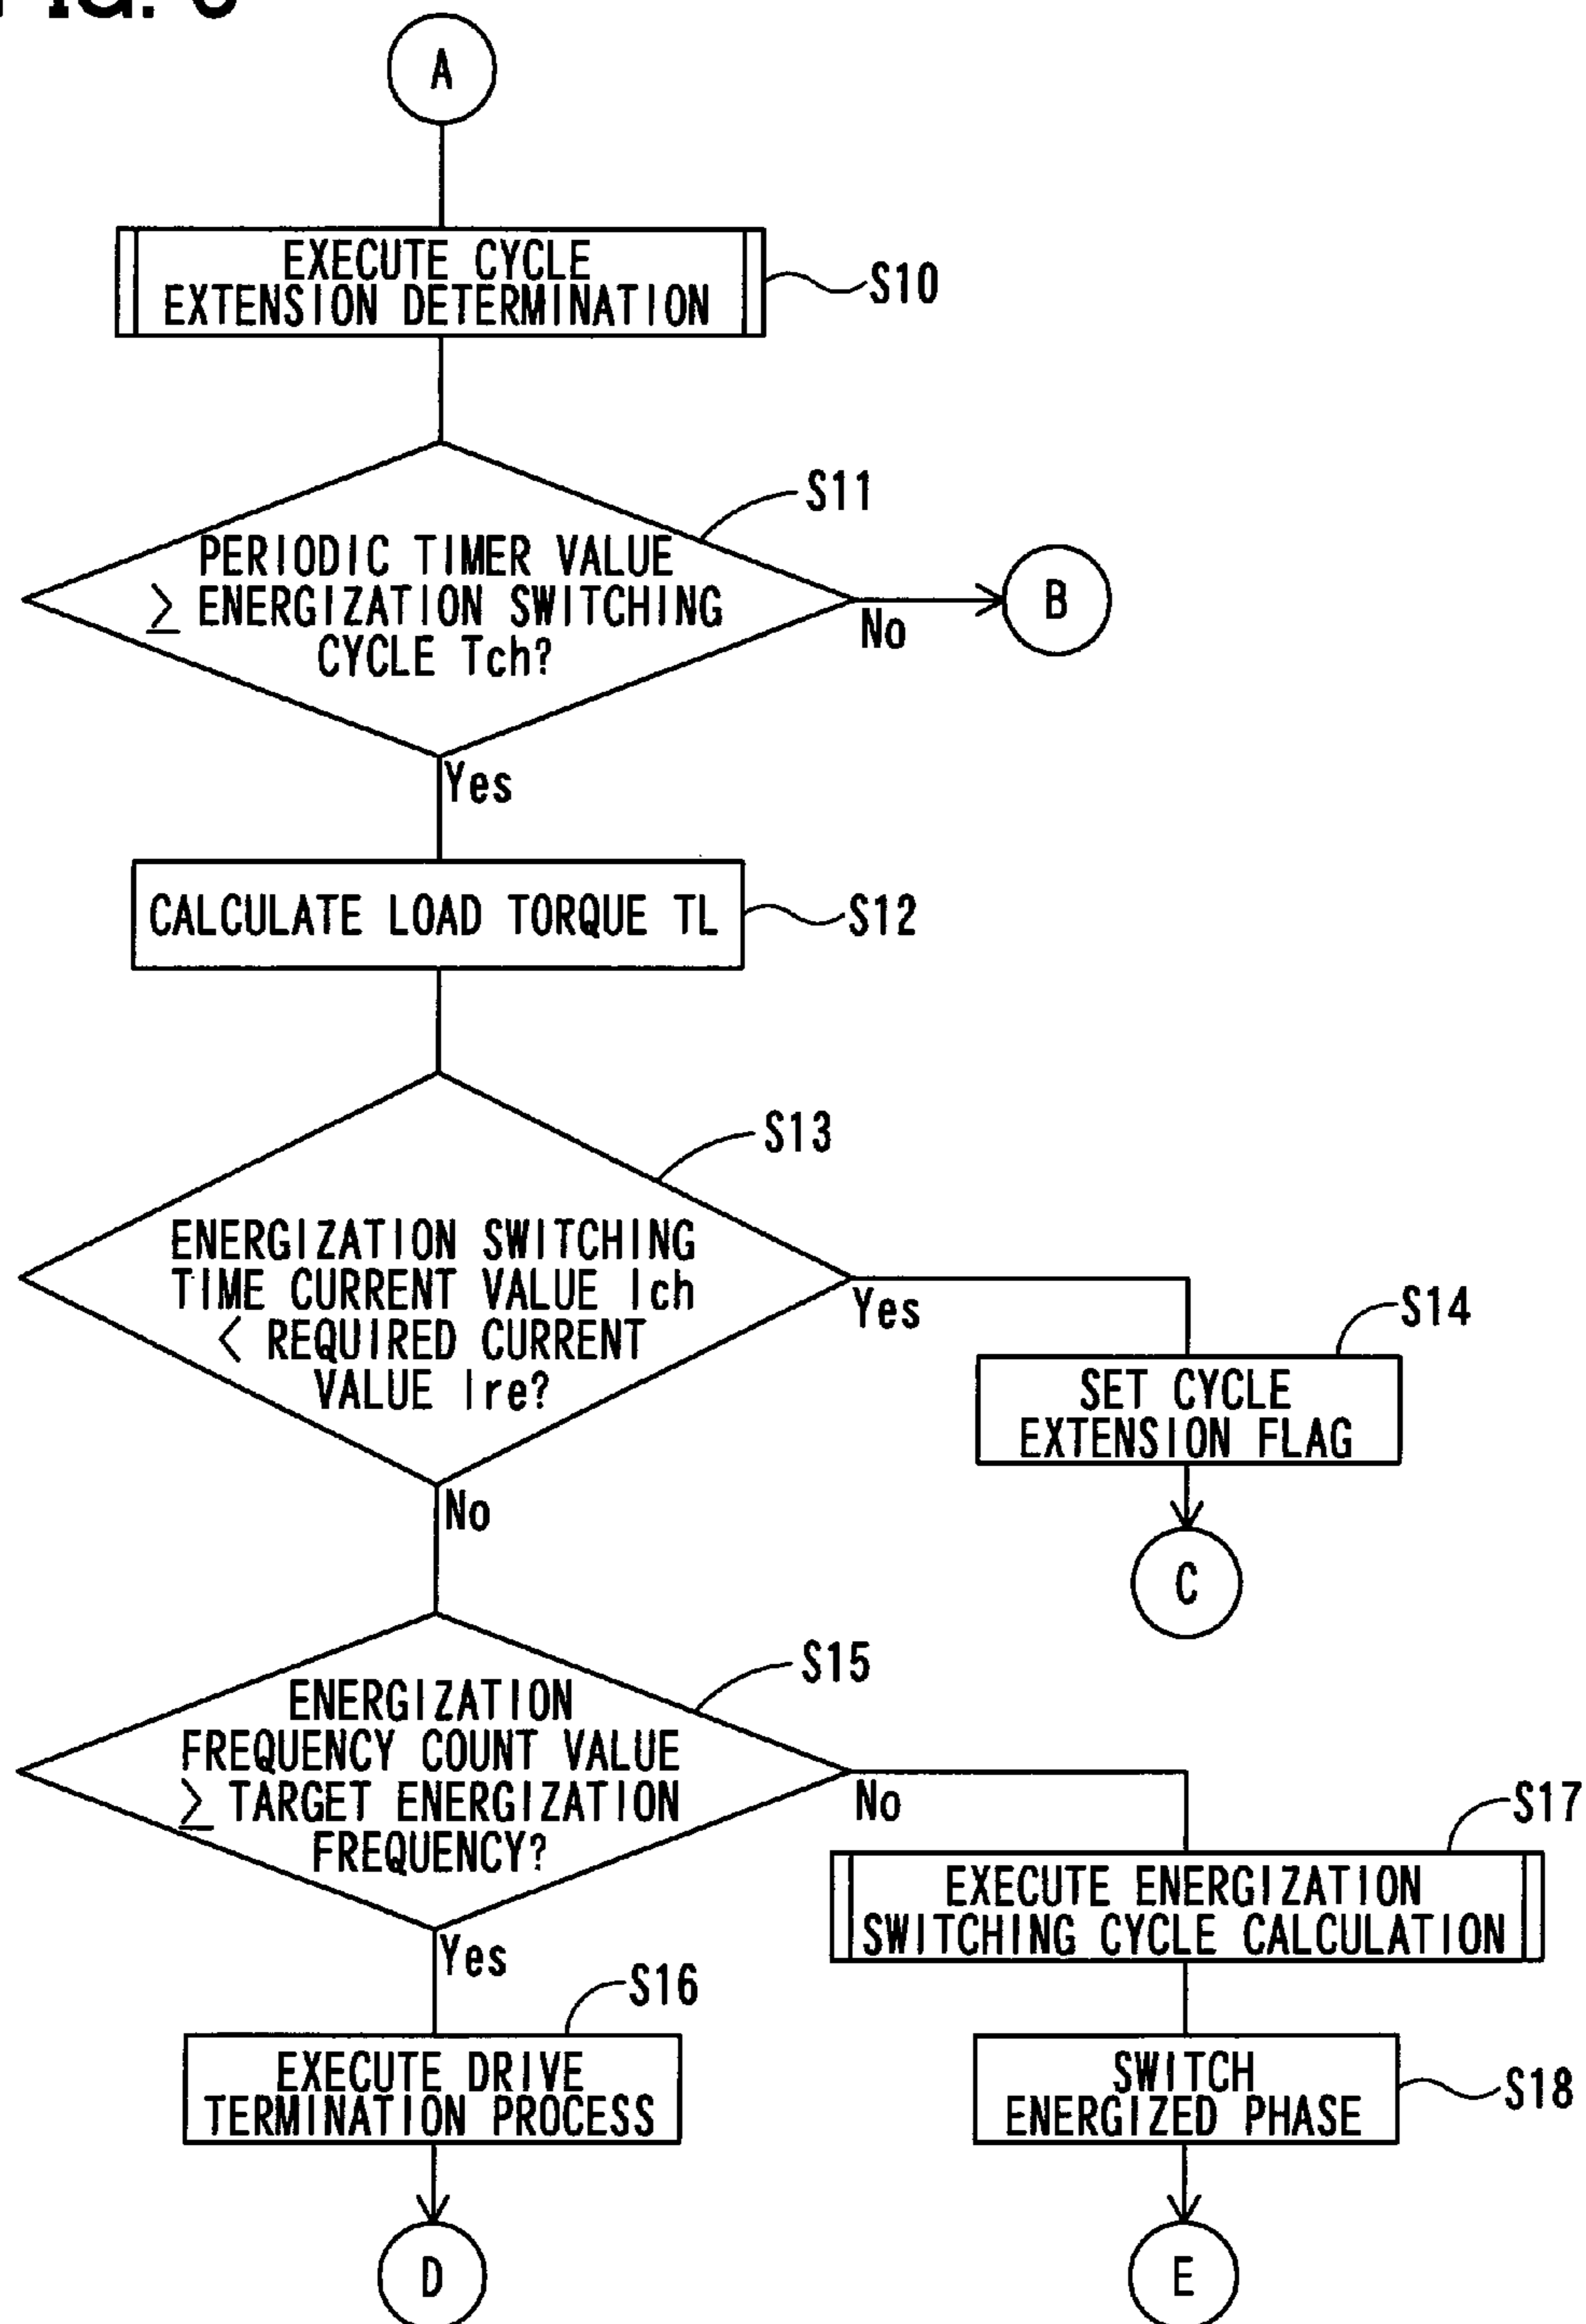 A
EXECUTE CYCLE
EXTENSION DETERMINATION
S10
S11
PERIODIC TIMER VALUE
≥ ENERGIZATION SWITCHING
CYCLE Tch?
No
B
Yes
CALCULATE LOAD TORQUE TL
S12
S13
ENERGIZATION SWITCHING
TIME CURRENT VALUE Ich
< REQUIRED CURRENT
VALUE Ire?
Yes
S14
SET CYCLE
EXTENSION FLAG
No
C
S15
ENERGIZATION
FREQUENCY COUNT VALUE
≥ TARGET ENERGIZATION
FREQUENCY?
No
S17
EXECUTE ENERGIZATION
SWITCHING CYCLE CALCULATION
Yes
S16
EXECUTE DRIVE
TERMINATION PROCESS
SWITCH
ENERGIZED PHASE
S18
D
E